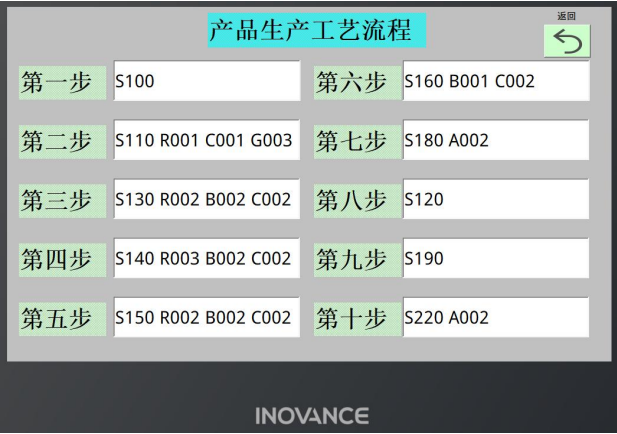 产品生产工艺流程
返回
第一步 S100
第六步 S160 B001 C002
第二步 S110 R001 C001 G003
第七步 S180 A002
第三步 S130 R002 B002 C002
第八步 S120
第四步 S140 R003 B002 C002
第九步 S190
第五步 S150 R002 B002 C002
第十步 S220 A002
INOVANCE